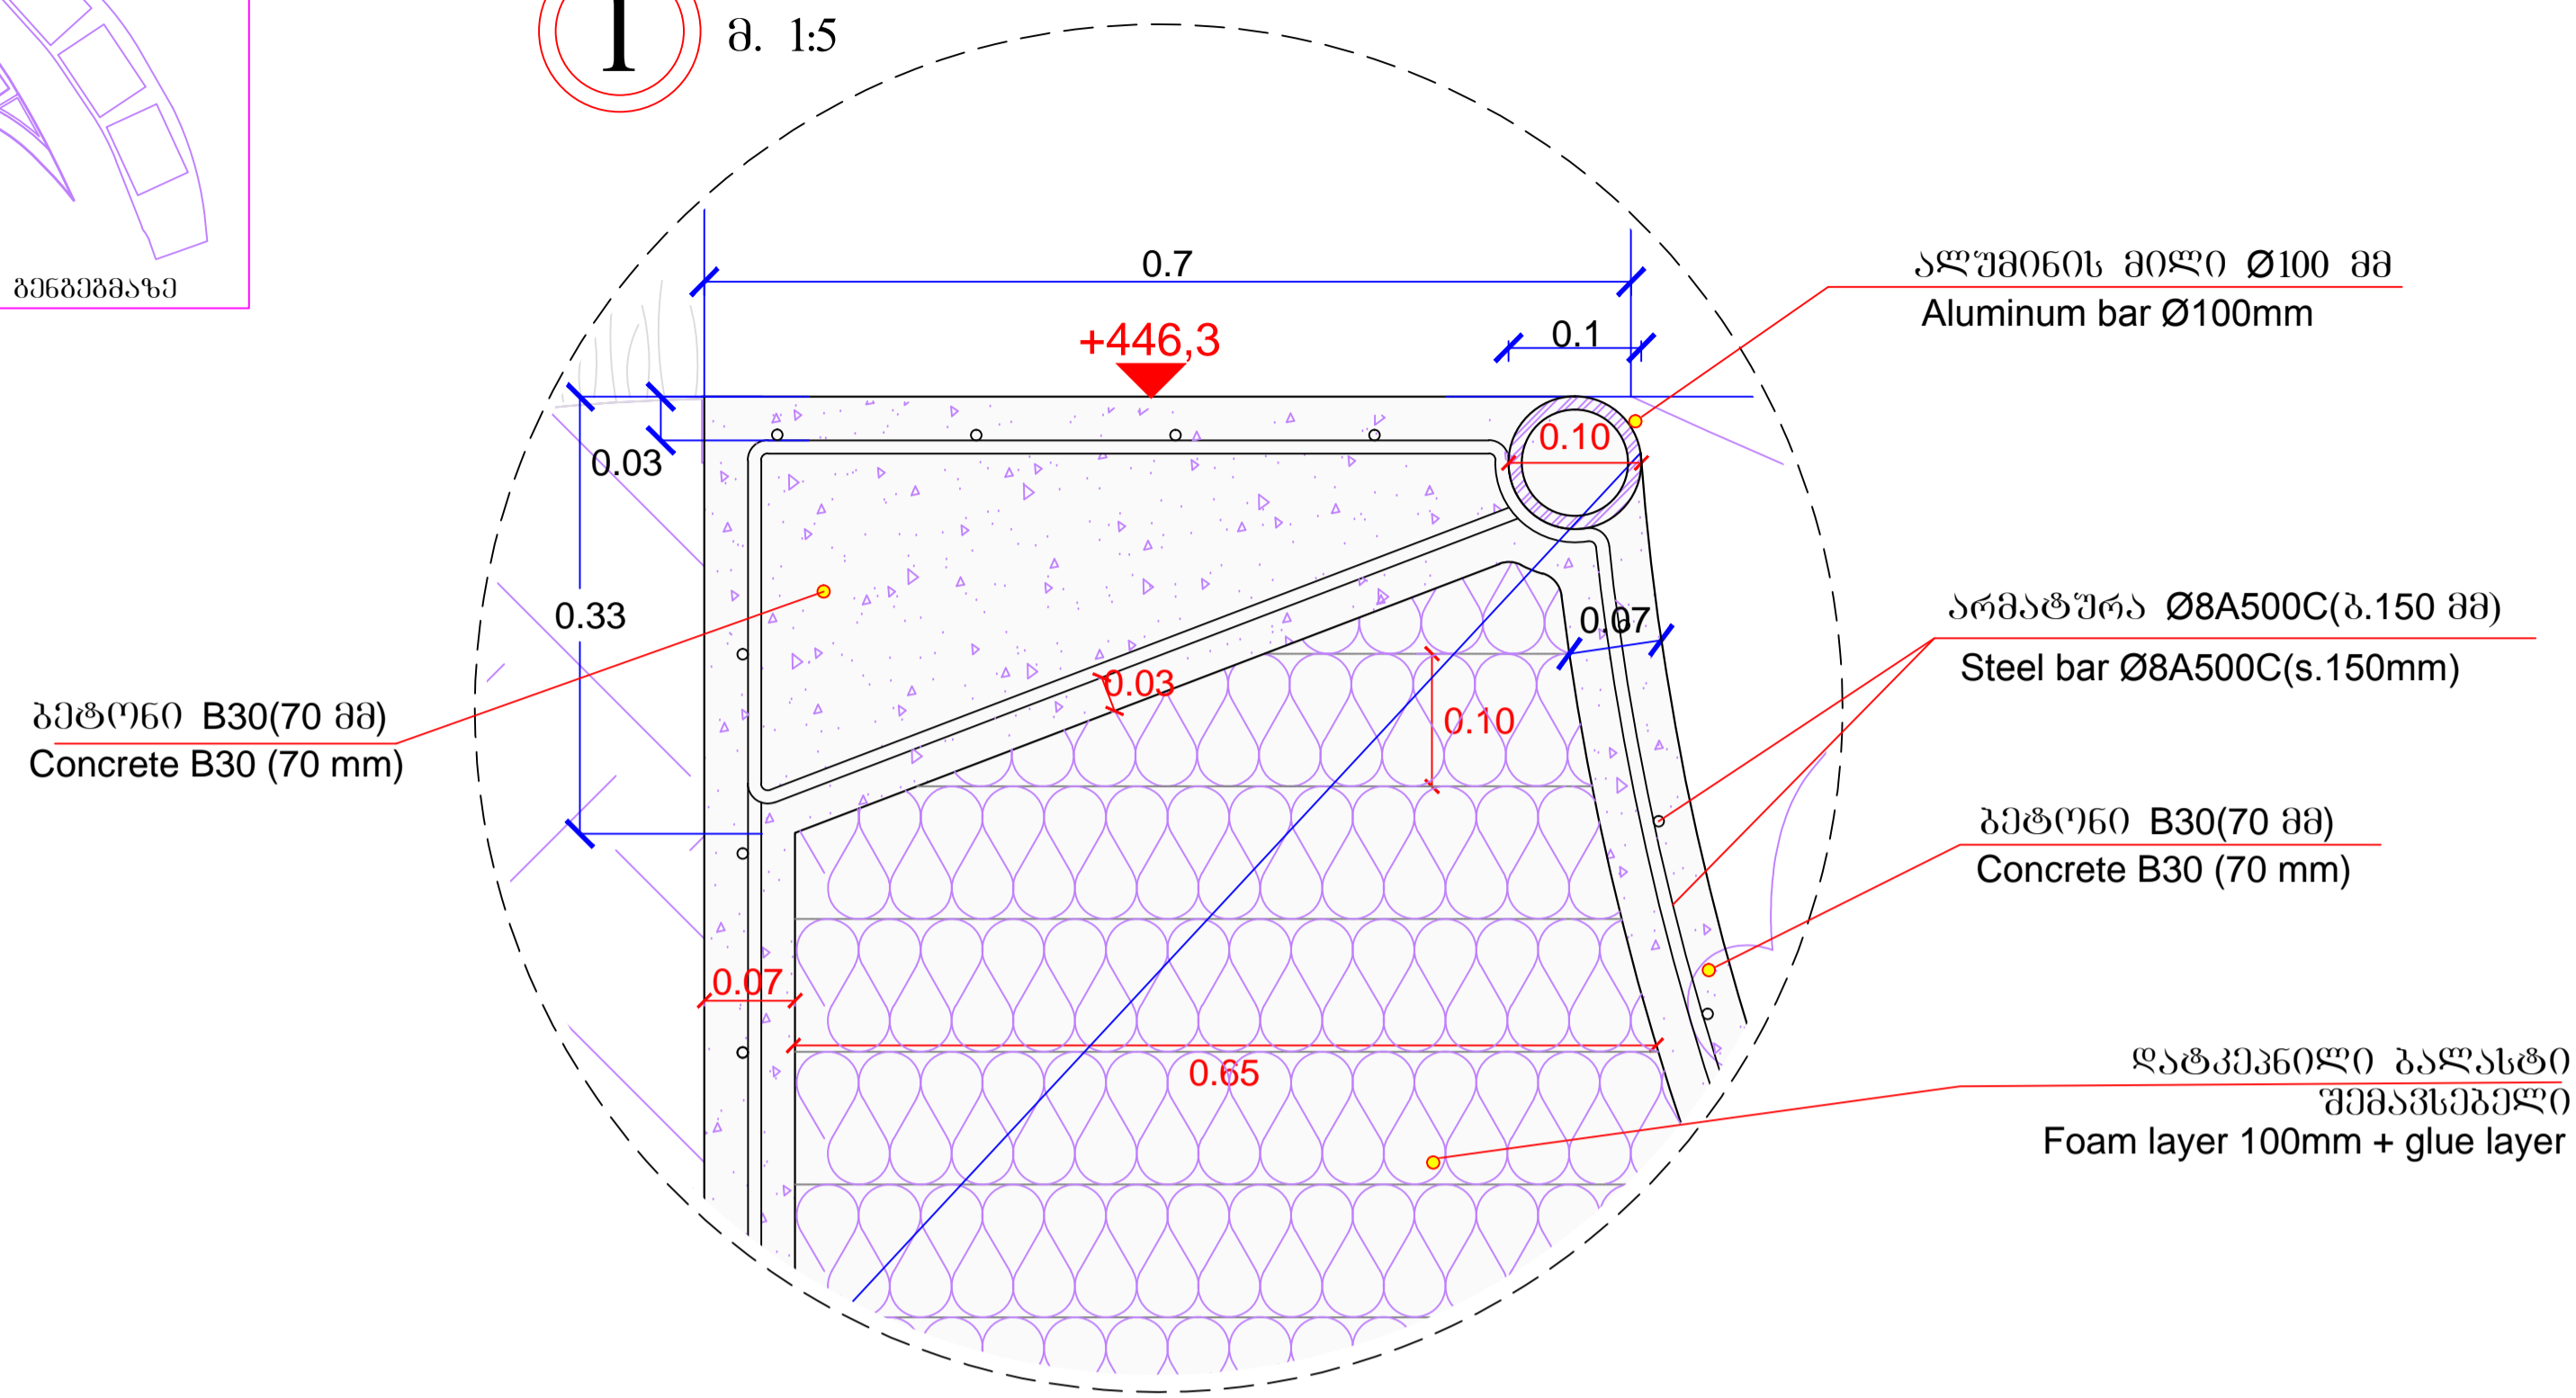 1
მ. 1:5
გენგეგმაზე
0.7
0.1
+446,3
ალუმინის მილი Ø100 მმ
Aluminum bar Ø100mm
0.10
0.03
0.33
0.07
არმატურა Ø8A500C(ბ.150 მმ)
Steel bar Ø8A500C(s.150mm)
0.03
0.10
ბეტონი B30(70 მმ)
Concrete B30 (70 mm)
ბეტონი B30(70 მმ)
Concrete B30 (70 mm)
0.07
0.65
დატკეპნილი ბალასტი
შემავსებელი
Foam layer 100mm + glue layer